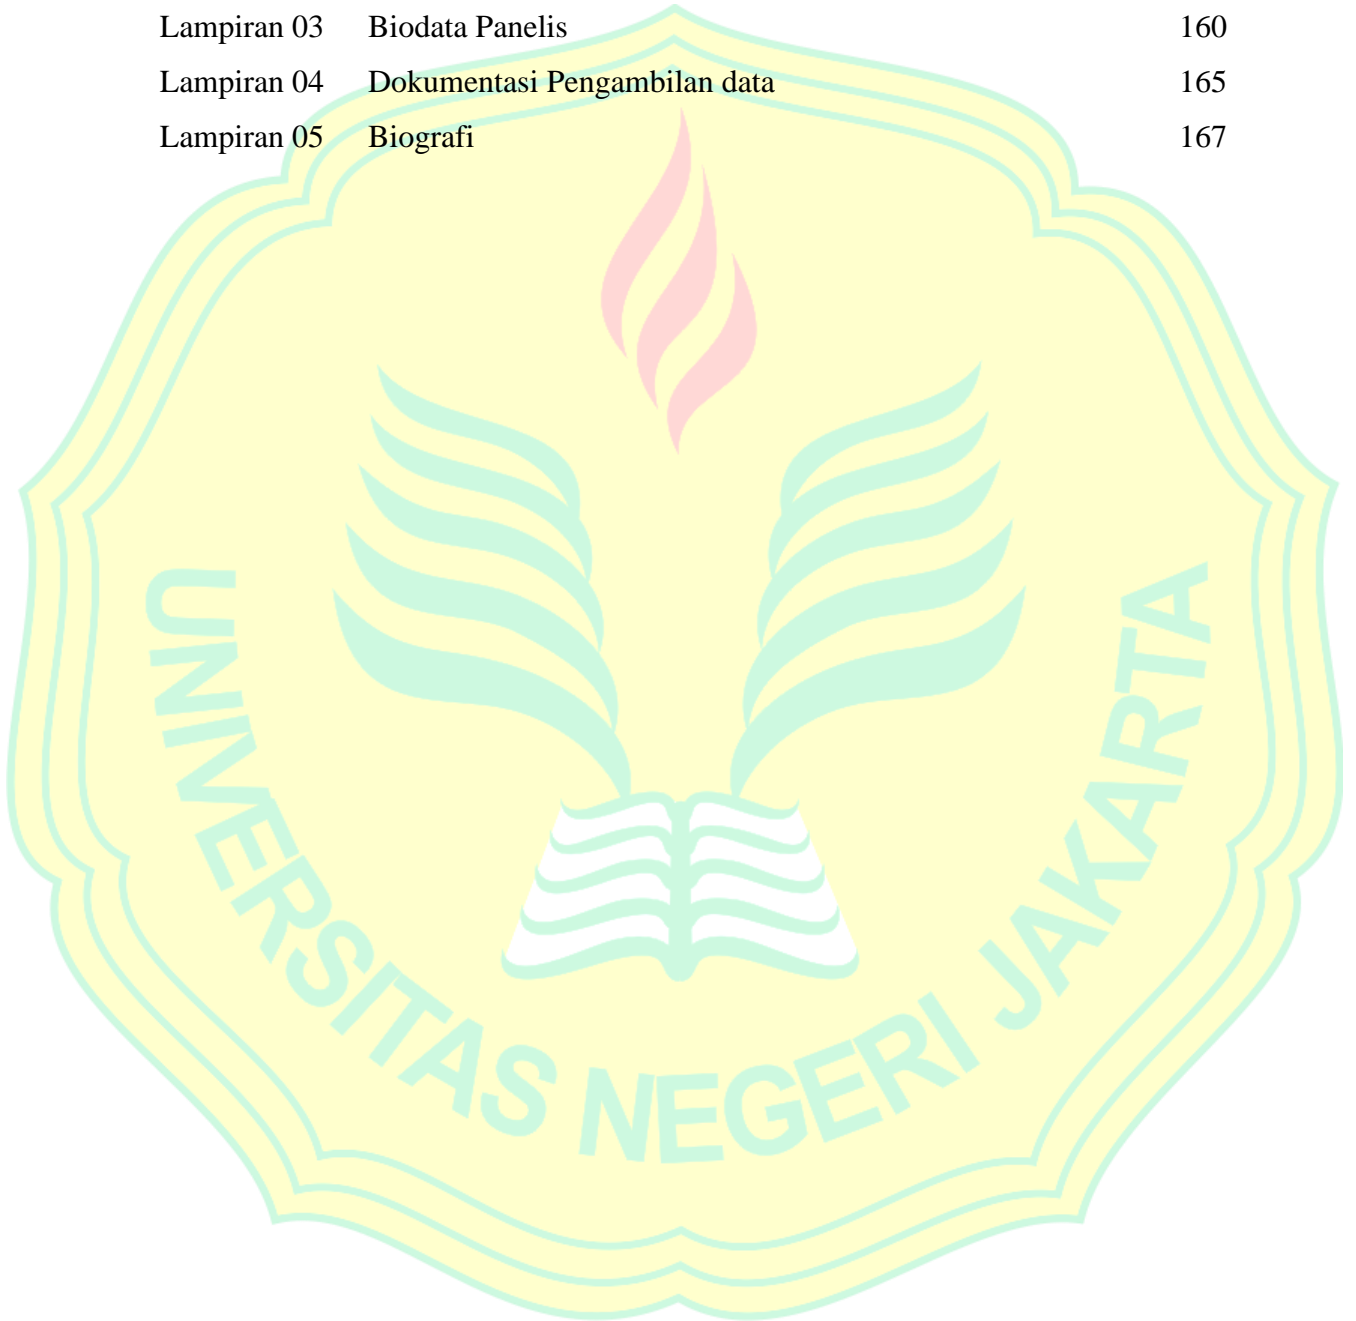 Lampiran 03 Biodata Panelis 160
Lampiran 04 Dokumentasi Pengambilan data 165
Lampiran 05 Biografi 167
UNIVERSITAS NEGERI JAKARTA